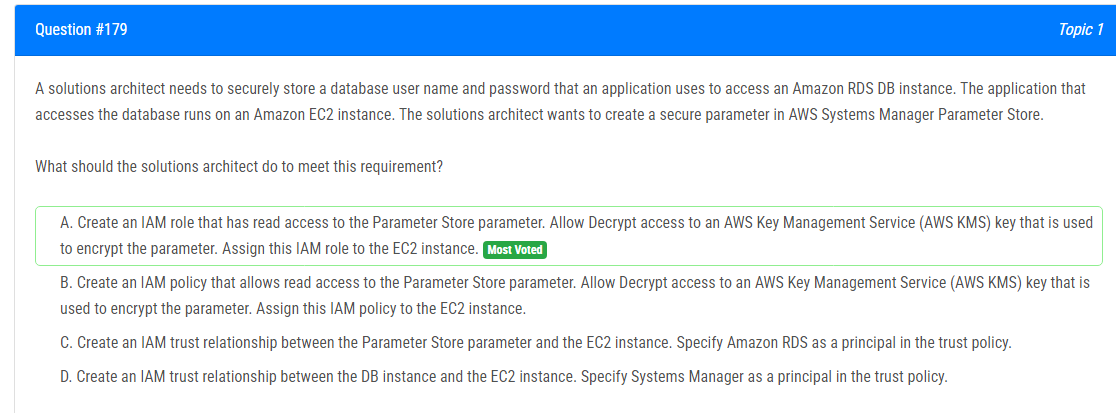 Question #179
Topic 1
A solutions architect needs to securely store a database user name and password that an application uses to access an Amazon RDS DB instance. The application that
accesses the database runs on an Amazon EC2 instance. The solutions architect wants to create a secure parameter in AWS Systems Manager Parameter Store.
What should the solutions architect do to meet this requirement?
A. Create an IAM role that has read access to the Parameter Store parameter. Allow Decrypt access to an AWS Key Management Service (AWS KMS) key that is used
to encrypt the parameter. Assign this IAM role to the EC2 instance. Most Voted
B. Create an IAM policy that allows read access to the Parameter Store parameter. Allow Decrypt access to an AWS Key Management Service (AWS KMS) key that is
used to encrypt the parameter. Assign this IAM policy to the EC2 instance.
C. Create an IAM trust relationship between the Parameter Store parameter and the EC2 instance. Specify Amazon RDS as a principal in the trust policy.
D. Create an IAM trust relationship between the DB instance and the EC2 instance. Specify Systems Manager as a principal in the trust policy.